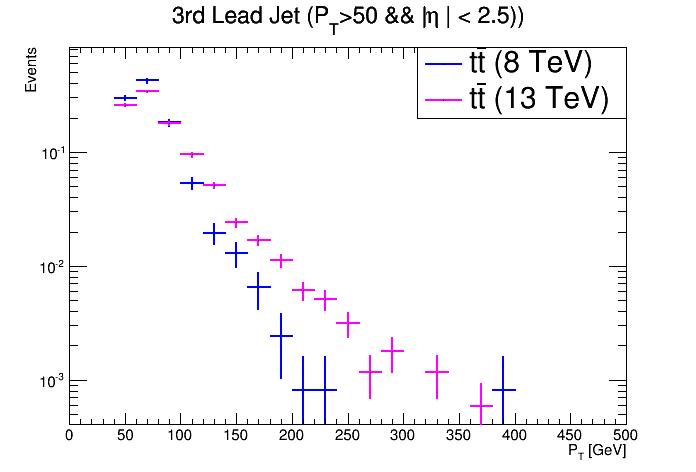 3rd Lead Jet (P_T>50 && |η | < 2.5))
Events
tt̄ (8 TeV)
tt̄ (13 TeV)
10^-1
10^-2
10^-3
0 50 100 150 200 250 300 350 400 450 500
P_T [GeV]